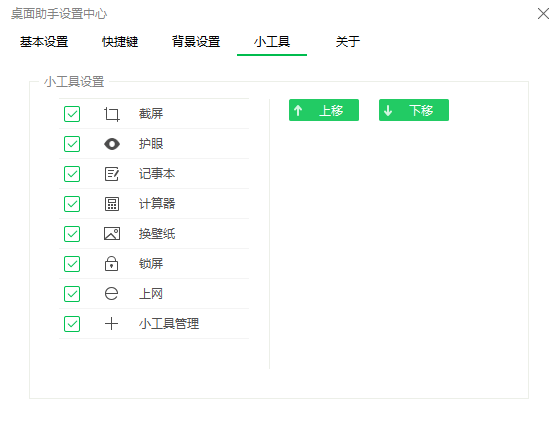 桌面助手设置中心
基本设置 快捷键 背景设置 小工具 关于
小工具设置
截屏
护眼
记事本
计算器
换壁纸
锁屏
上网
小工具管理
上移 下移